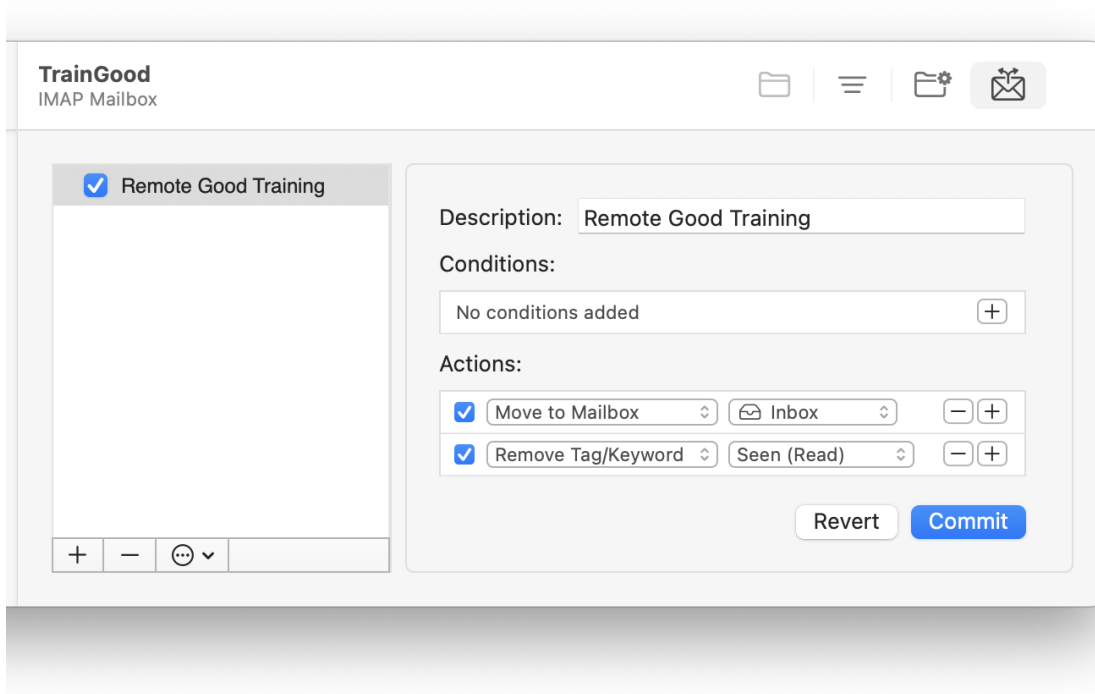 TrainGood
IMAP Mailbox
Remote Good Training
Description: Remote Good Training
Conditions:
No conditions added
Actions:
Move to Mailbox Inbox
Remove Tag/Keyword Seen (Read)
Revert Commit